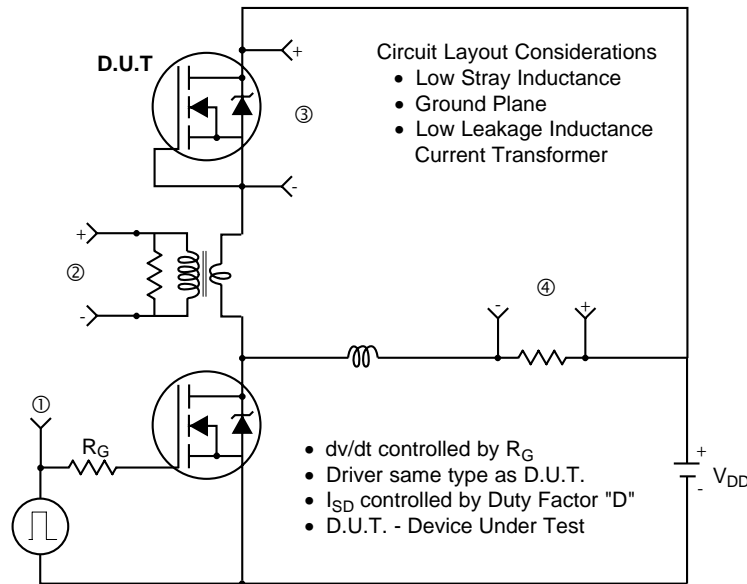 D.U.T
+
③
-
Circuit Layout Considerations
• Low Stray Inductance
• Ground Plane
• Low Leakage Inductance
Current Transformer
+
②
-
④
-
+
①
RG
• dv/dt controlled by RG
• Driver same type as D.U.T.
• ISD controlled by Duty Factor "D"
• D.U.T. - Device Under Test
+
VDD
-